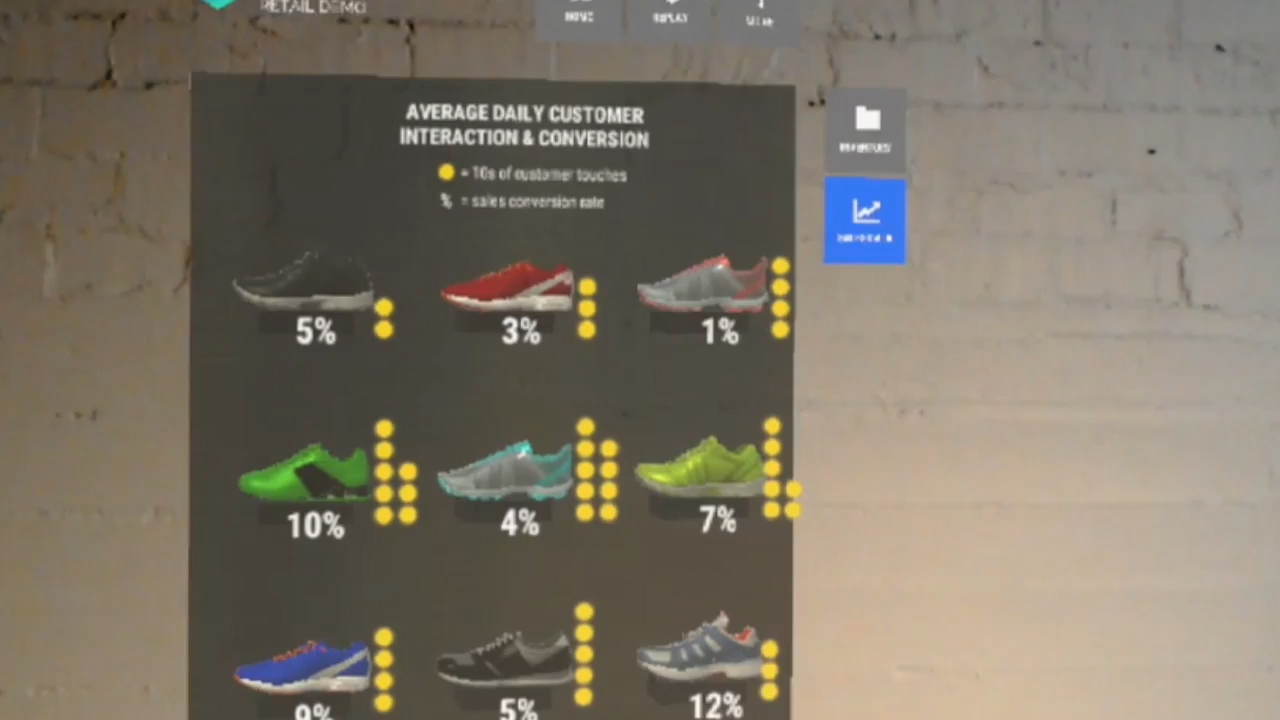 RETAIL DEMO
AVERAGE DAILY CUSTOMER
INTERACTION & CONVERSION
= 10s of customer touches
% = sales conversion rate
5% 3% 1%
10% 4% 7%
9% 5% 12%